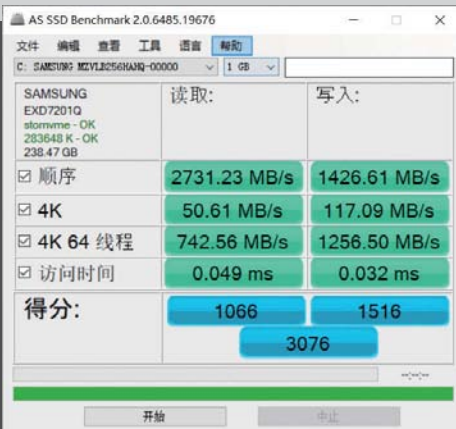 AS SSD Benchmark 2.0.6485.19676
文件 编辑 查看 工具 语言 帮助
C: SAMSUNG MZVLB256HAHQ-00000 1 GB
SAMSUNG
EXD7201Q
stornvme - OK
283648 K - OK
238.47 GB
读取: 写入:
顺序 2731.23 MB/s 1426.61 MB/s
4K 50.61 MB/s 117.09 MB/s
4K 64 线程 742.56 MB/s 1256.50 MB/s
访问时间 0.049 ms 0.032 ms
得分: 1066 1516
3076
--:--:--
开始 中止